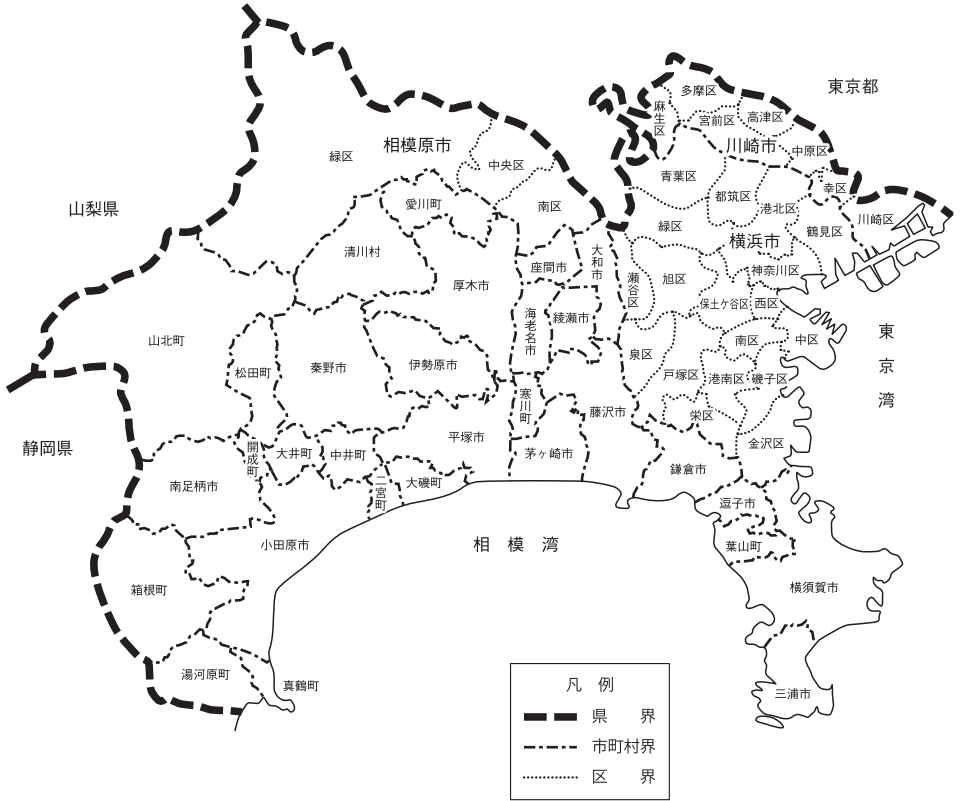 東京都
多摩区
麻生区
宮前区
高津区
川崎市
中原区
相模原市
緑区
中央区
青葉区
幸区
都筑区
愛川町
南区
港北区
川崎区
山梨県
緑区
鶴見区
横浜市
清川村
大和市
座間市
瀬谷区
旭区
神奈川区
厚木市
保土ケ谷区
西区
海老名市
綾瀬市
東京湾
山北町
南区
中区
泉区
伊勢原市
秦野市
松田町
戸塚区
港南区
磯子区
寒川町
藤沢市
栄区
静岡県
平塚市
金沢区
開成町
大井町
中井町
茅ヶ崎市
鎌倉市
南足柄市
二宮町
大磯町
逗子市
小田原市
相模湾
葉山町
箱根町
横須賀市
湯河原町
真鶴町
三浦市
凡例
県界
市町村界
区界